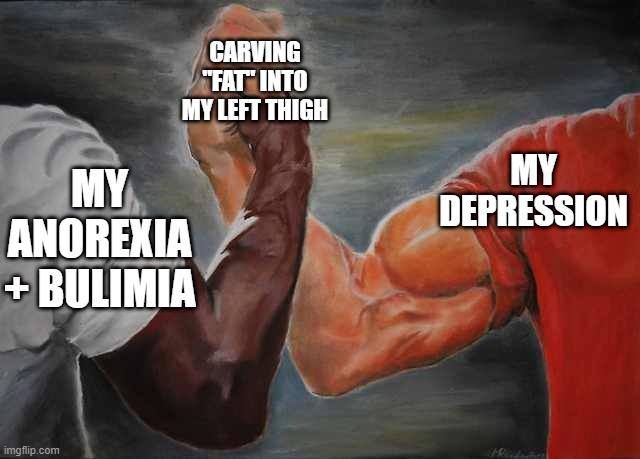 CARVING
"FAT" INTO
MY LEFT THIGH
MY
ANOREXIA
+ BULIMIA
MY
DEPRESSION
imgflip.com